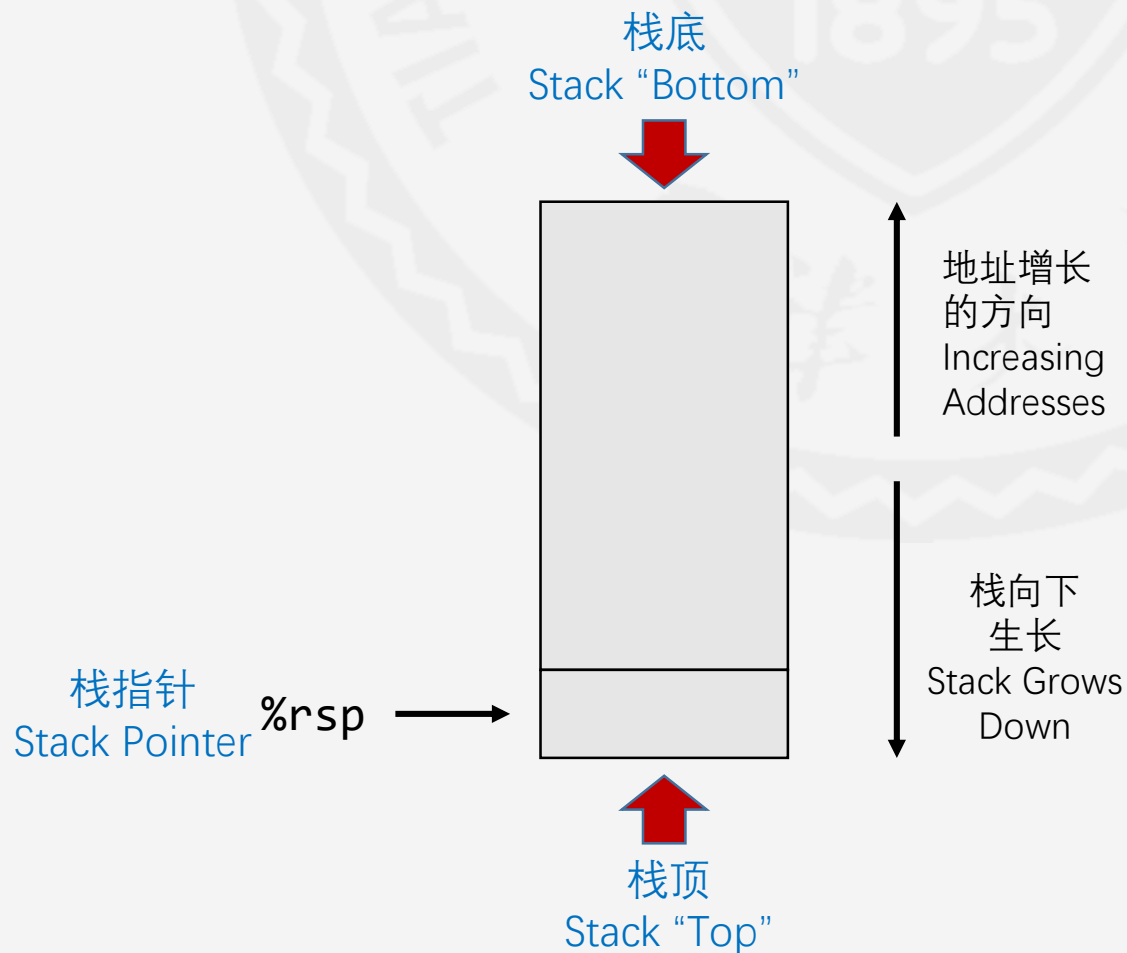 栈底
Stack “Bottom”
地址增长
的方向
Increasing
Addresses
栈向下
生长
Stack Grows
Down
栈指针
Stack Pointer
%rsp
栈顶
Stack “Top”
1895